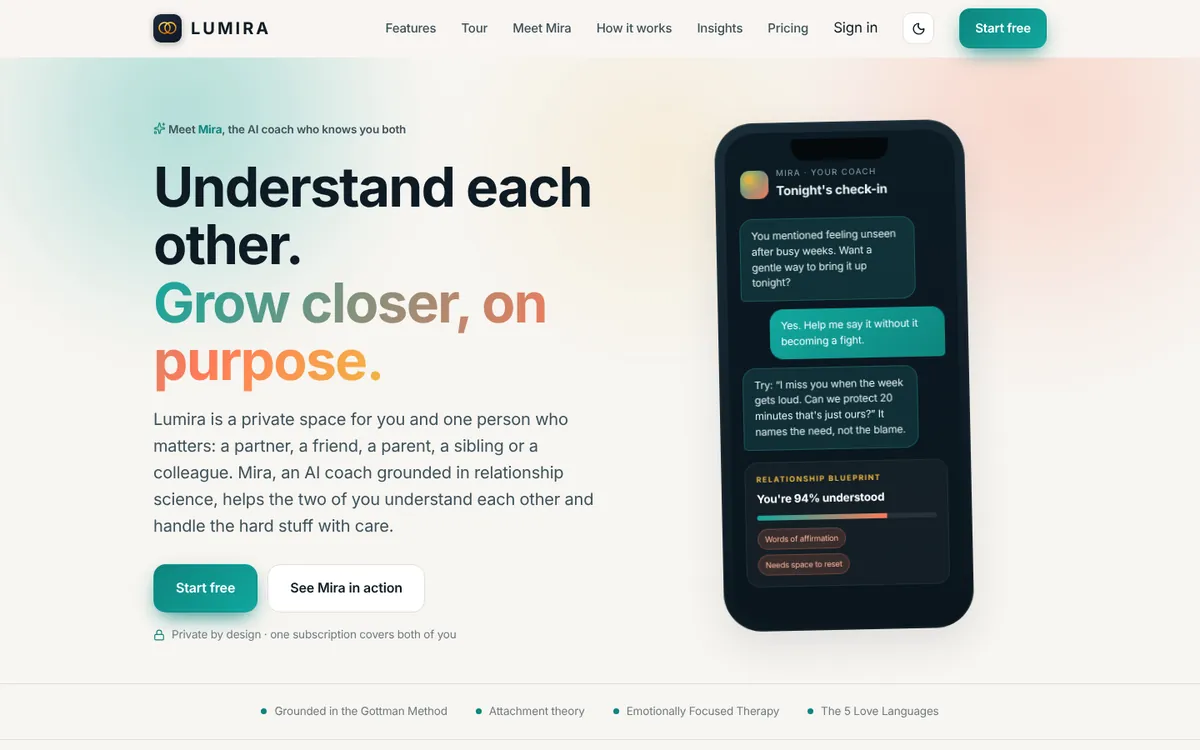 LUMIRA
Features
Tour
Meet Mira
How it works
Insights
Pricing
Sign in
Start free
Meet Mira, the AI coach who knows you both
Understand each
other.
Grow closer, on
purpose.
Lumira is a private space for you and one person who
matters: a partner, a friend, a parent, a sibling or a
colleague. Mira, an AI coach grounded in relationship
science, helps the two of you understand each other and
handle the hard stuff with care.
Start free
See Mira in action
Private by design · one subscription covers both of you
MIRA · YOUR COACH
Tonight's check-in
You mentioned feeling unseen
after busy weeks. Want a
gentle way to bring it up
tonight?
Yes. Help me say it without it
becoming a fight.
Try: “I miss you when the week
gets loud. Can we protect 20
minutes that's just ours?” It
names the need, not the blame.
RELATIONSHIP BLUEPRINT
You're 94% understood
Words of affirmation
Needs space to reset
Grounded in the Gottman Method
Attachment theory
Emotionally Focused Therapy
The 5 Love Languages